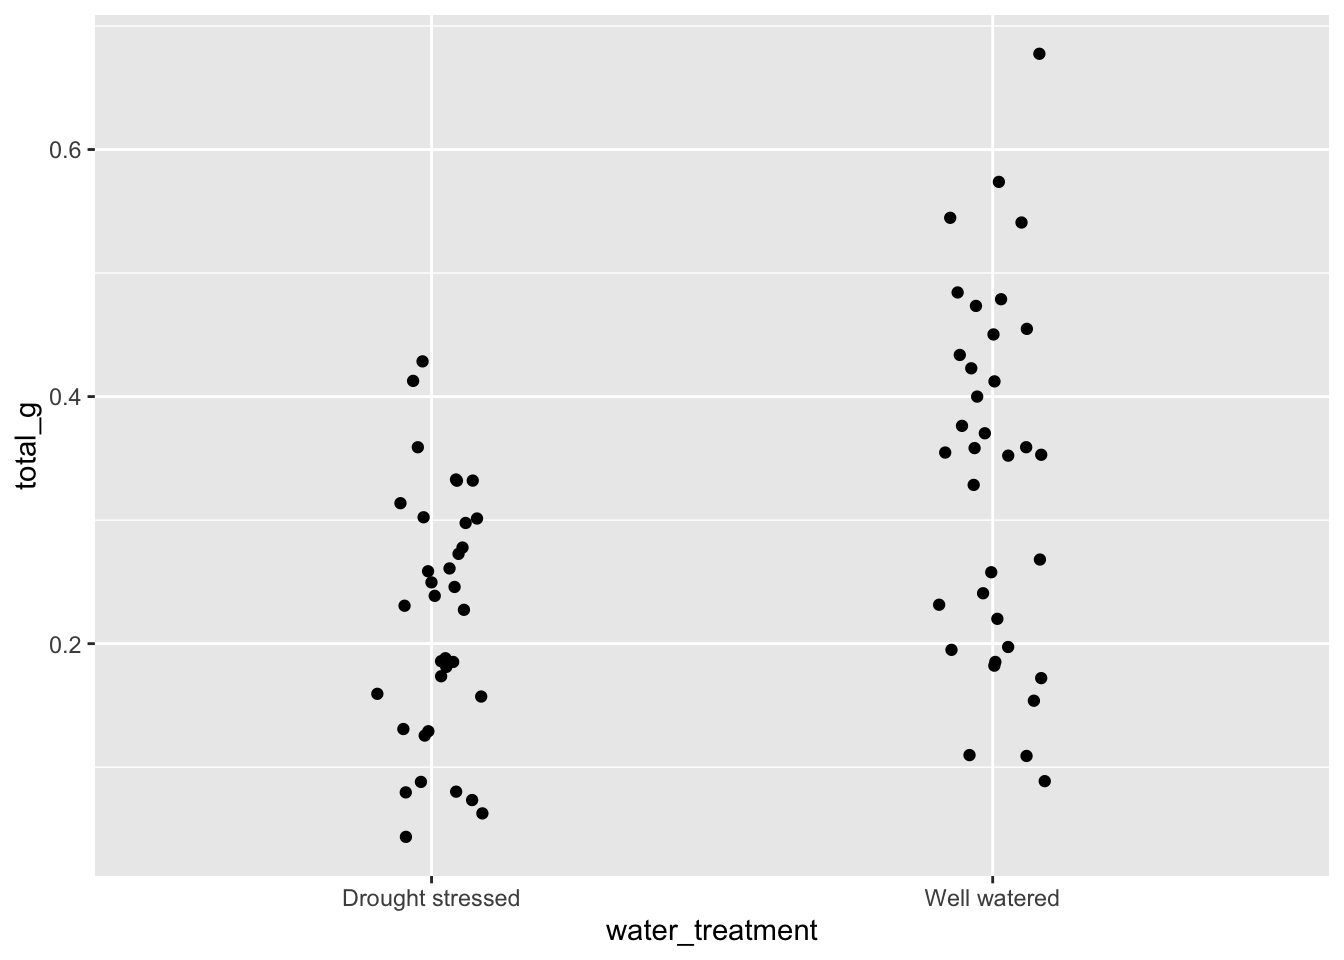 0.6
0.4
0.2
total_g
Drought stressed
Well watered
water_treatment